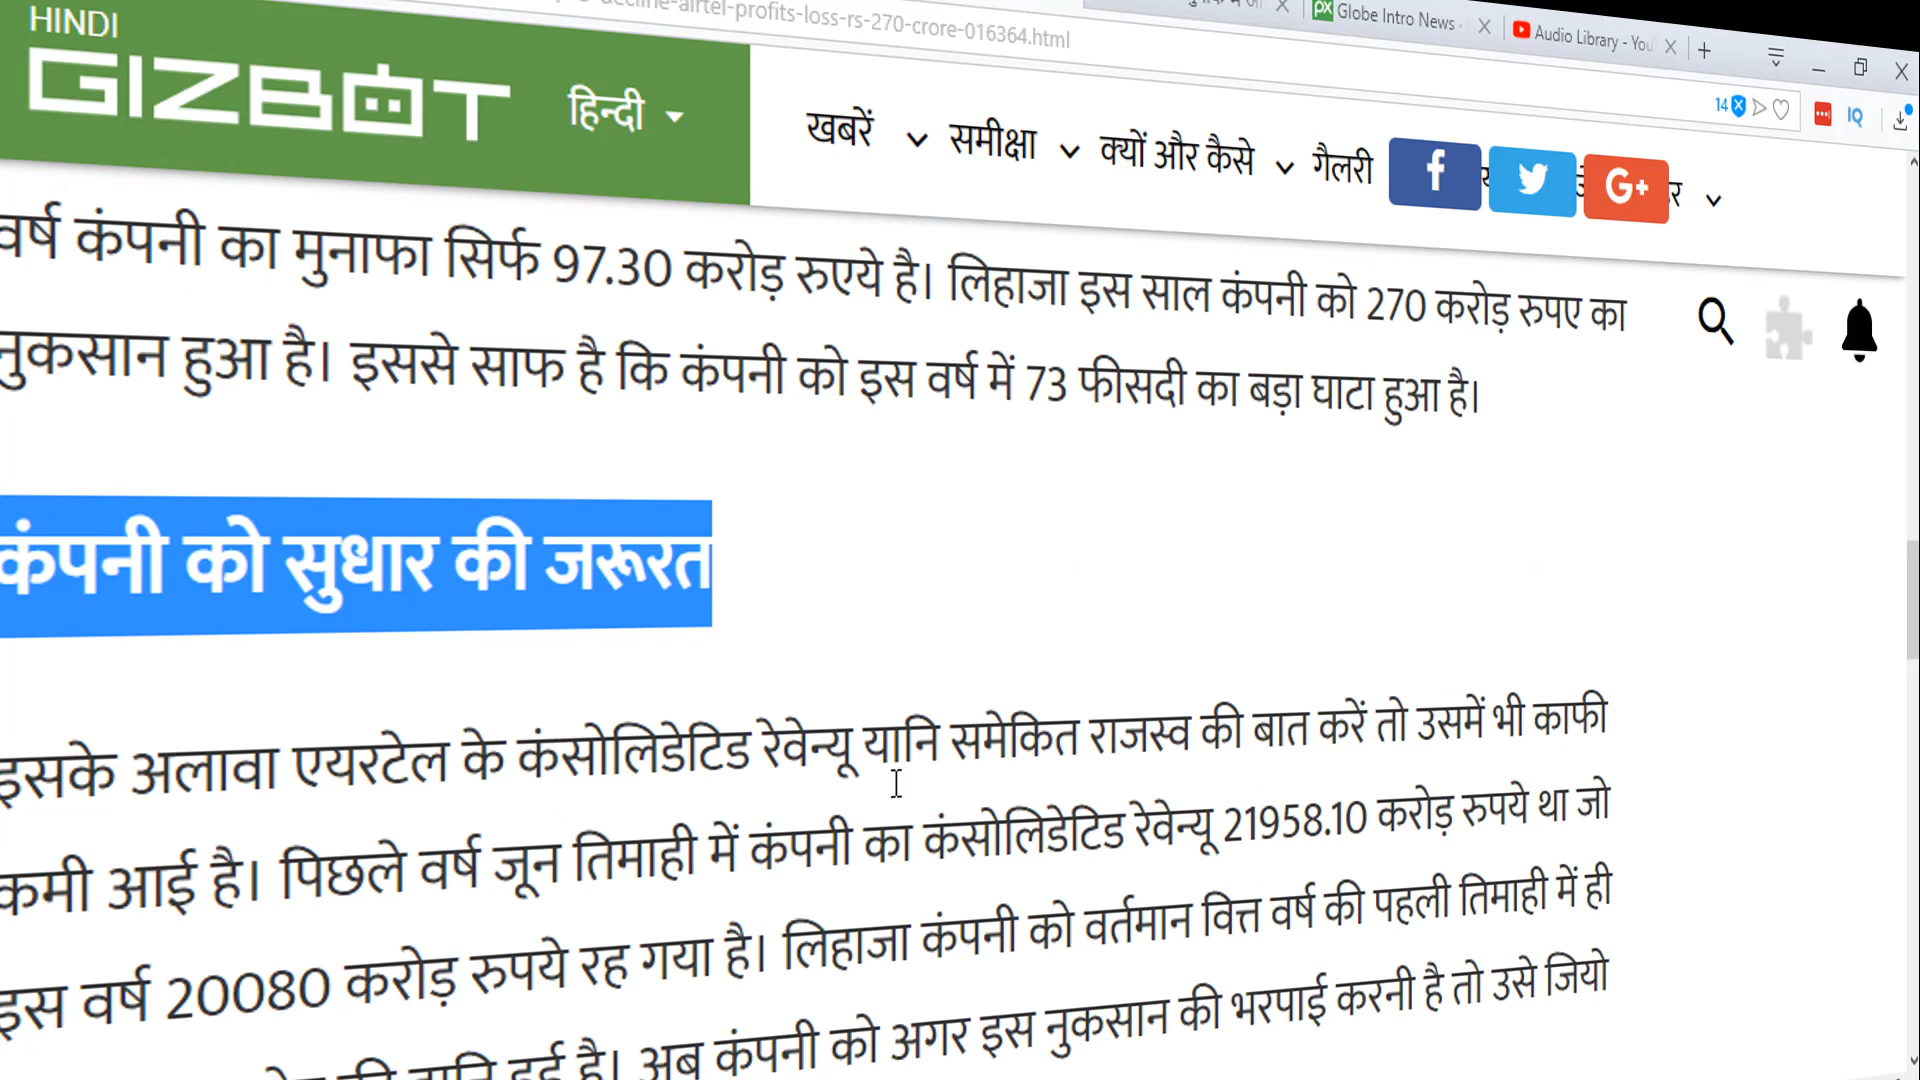 decline-airtel-profits-loss-rs-270-crore-016364.html
Globe Intro News
Audio Library - You
HINDI
GIZBOT
हिन्दी
खबरें
समीक्षा
क्यों और कैसे
गैलरी
f
G+
14
IQ
वर्ष कंपनी का मुनाफा सिर्फ 97.30 करोड़ रुएये है। लिहाजा इस साल कंपनी को 270 करोड़ रुपए का
नुकसान हुआ है। इससे साफ है कि कंपनी को इस वर्ष में 73 फीसदी का बड़ा घाटा हुआ है।
कंपनी को सुधार की जरूरत
इसके अलावा एयरटेल के कंसोलिडेटिड रेवेन्यू यानि समेकित राजस्व की बात करें तो उसमें भी काफी
कमी आई है। पिछले वर्ष जून तिमाही में कंपनी का कंसोलिडेटिड रेवेन्यू 21958.10 करोड़ रुपये था जो
इस वर्ष 20080 करोड़ रुपये रह गया है। लिहाजा कंपनी को वर्तमान वित्त वर्ष की पहली तिमाही में ही
हुई है। अब कंपनी को अगर इस नुकसान की भरपाई करनी है तो उसे जियो